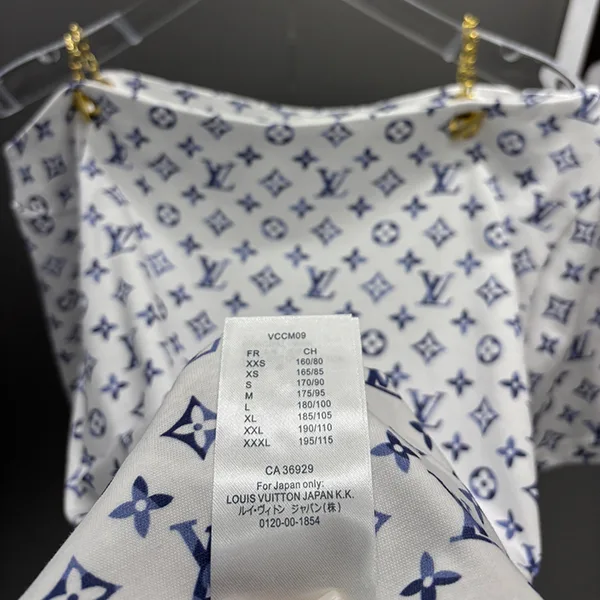 VCCM09
FR CH
XXS 160/80
XS 165/85
S 170/90
M 175/95
L 180/100
XL 185/105
XXL 190/110
XXXL 195/115
CA 36929
For Japan only:
LOUIS VUITTON JAPAN K.K.
ルイ・ヴィトン ジャパン(株)
0120-00-1854